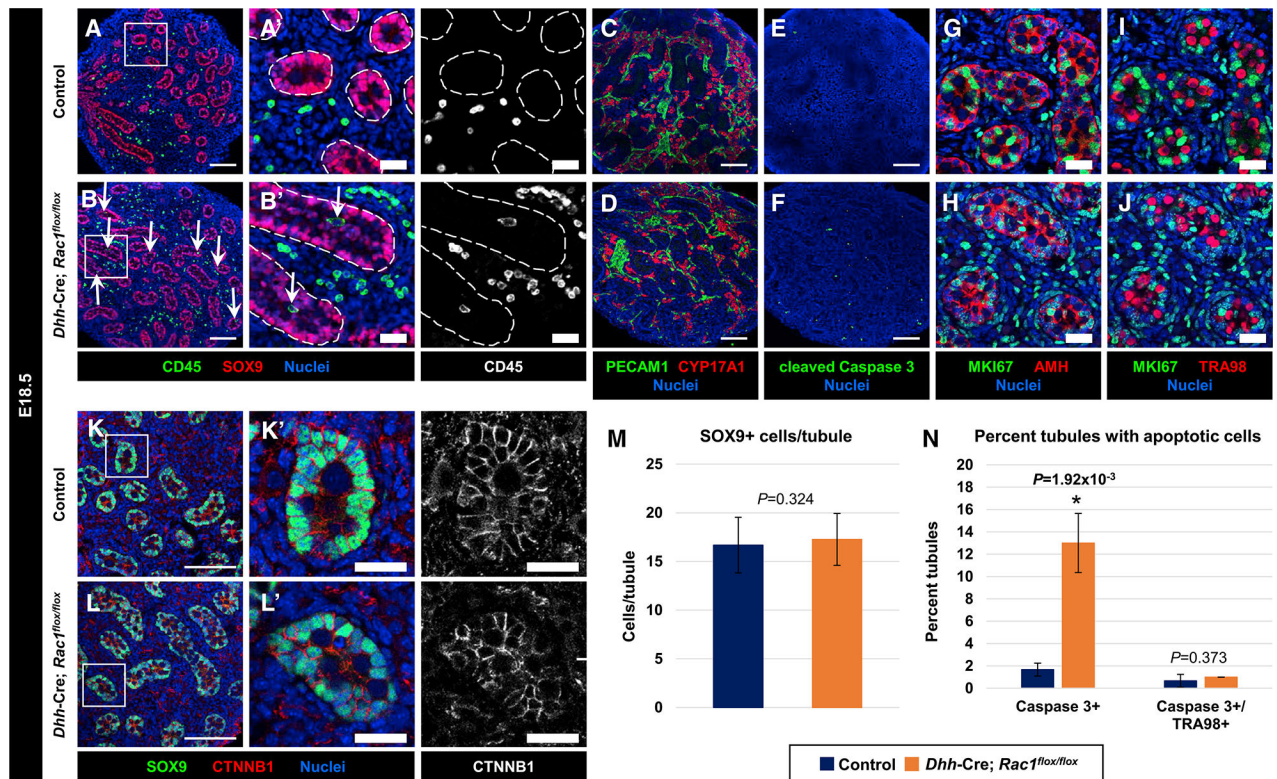 E18.5
Control
A
A'
C
E
G
I
Dhh-Cre; Rac1flox/flox
B
B'
D
F
H
J
CD45 SOX9 Nuclei
CD45
PECAM1 CYP17A1
Nuclei
cleaved Caspase 3
Nuclei
MKI67 AMH
Nuclei
MKI67 TRA98
Nuclei
Control
K
K'
Dhh-Cre; Rac1flox/flox
L
L'
SOX9 CTNNB1 Nuclei
CTNNB1
M SOX9+ cells/tubule
Cells/tubule
25
20
15
10
5
0
P=0.324
N Percent tubules with apoptotic cells
Percent tubules
20
18
16
14
12
10
8
6
4
2
0
P=1.92x10-3
*
P=0.373
Caspase 3+
Caspase 3+/
TRA98+
Control Dhh-Cre; Rac1flox/flox